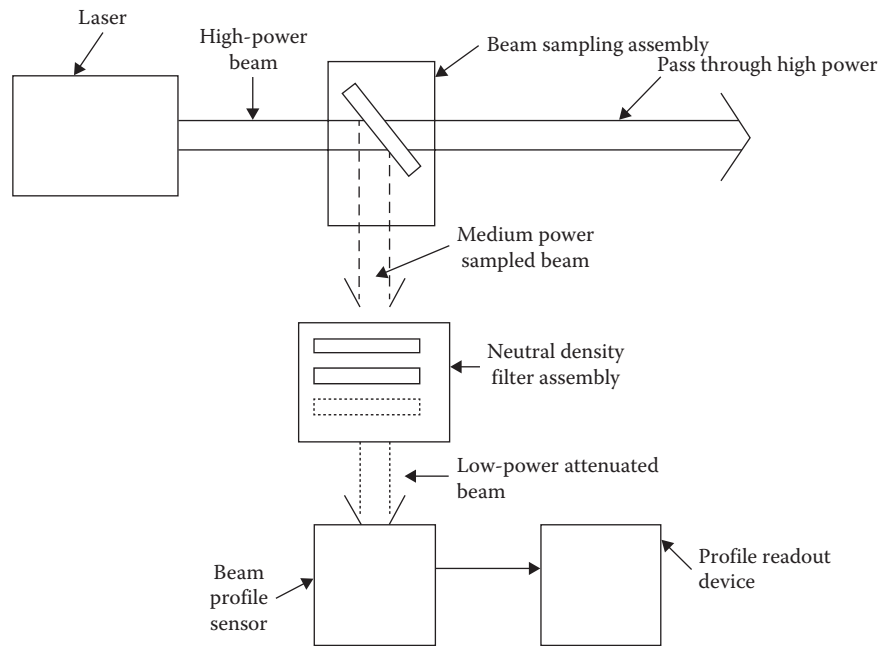 Laser
High-power
beam
Beam sampling assembly
Pass through high power
Medium power
sampled beam
Neutral density
filter assembly
Low-power attenuated
beam
Beam
profile
sensor
Profile readout
device